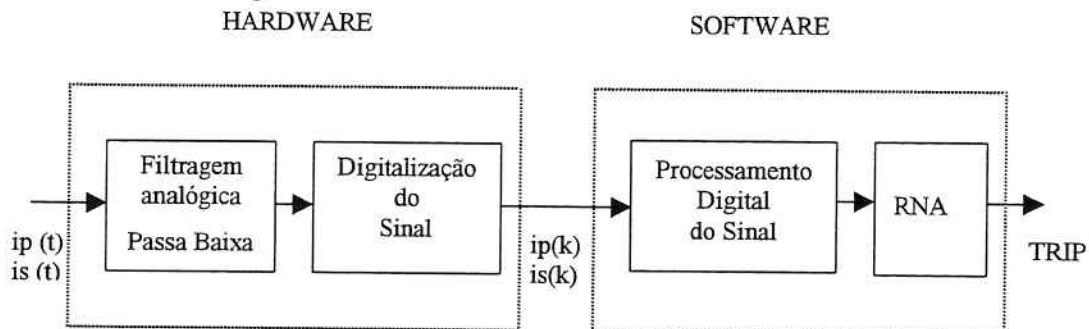 HARDWARE
SOFTWARE
Filtragem
analógica
Passa Baixa
Digitalização
do
Sinal
Processamento
Digital
do Sinal
RNA
ip (t)
is (t)
ip(k)
is(k)
TRIP